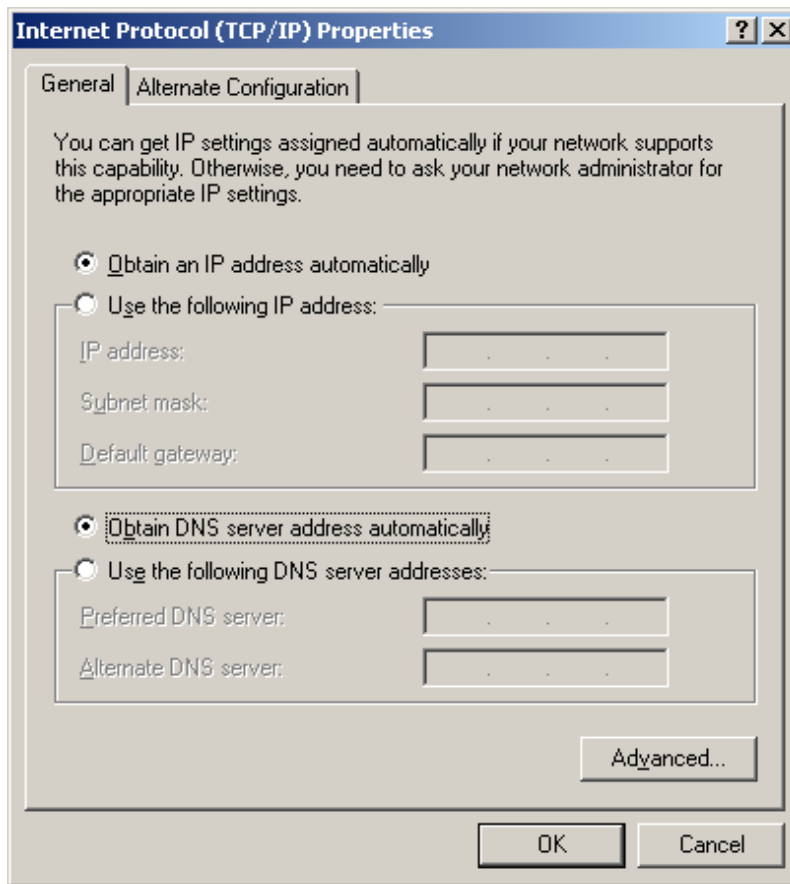 Internet Protocol (TCP/IP) Properties
General
Alternate Configuration
You can get IP settings assigned automatically if your network supports
this capability. Otherwise, you need to ask your network administrator for
the appropriate IP settings.
Obtain an IP address automatically
Use the following IP address:
IP address:
Subnet mask:
Default gateway:
Obtain DNS server address automatically
Use the following DNS server addresses:
Preferred DNS server:
Alternate DNS server:
Advanced...
OK
Cancel